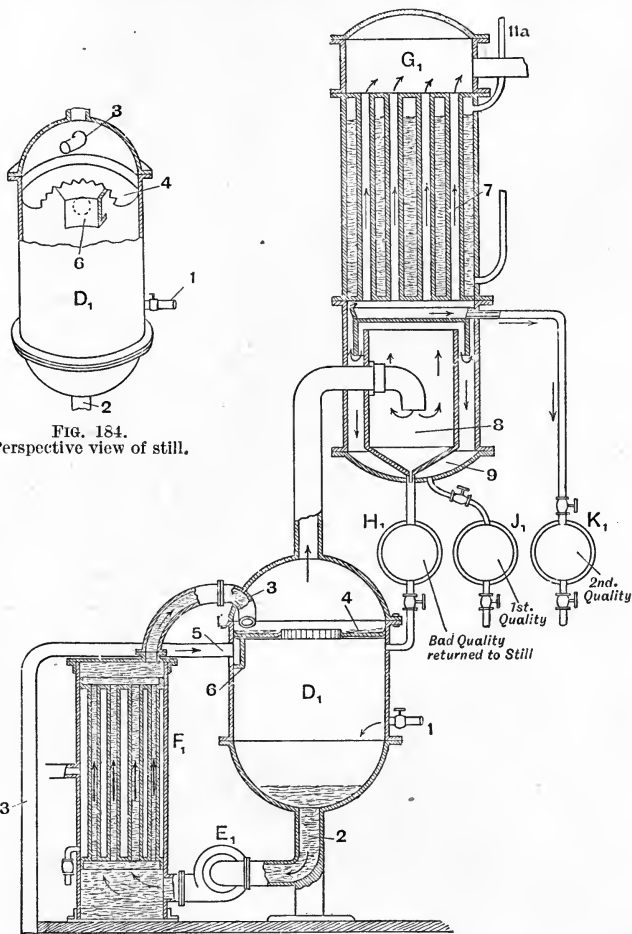 11a
G₁
3
4
7
6
D₁
1
2
FIG. 184.
Perspective view of still.
8
9
H₁
J₁
K₁
2nd.
Quality
1st.
Quality
Bad Quality
returned to Still
3
4
5
6
D₁
1
F₁
3
E₁
2